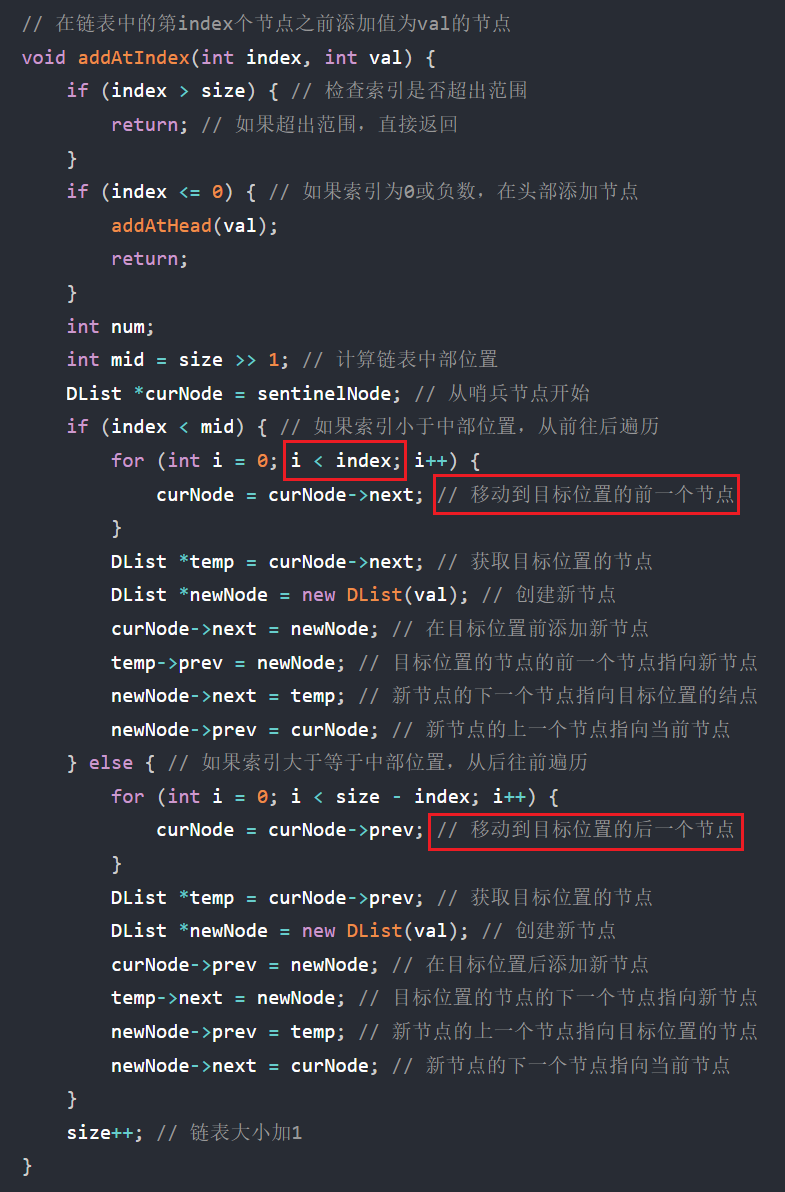 // 在链表中的第index个节点之前添加值为val的节点
void addAtIndex(int index, int val) {
    if (index > size) { // 检查索引是否超出范围
        return; // 如果超出范围，直接返回
    }
    if (index <= 0) { // 如果索引为0或负数，在头部添加节点
        addAtHead(val);
        return;
    }
    int num;
    int mid = size >> 1; // 计算链表中部位置
    DList *curNode = sentinelNode; // 从哨兵节点开始
    if (index < mid) { // 如果索引小于中部位置，从前往后遍历
        for (int i = 0; i < index; i++) {
            curNode = curNode->next; // 移动到目标位置的前一个节点
        }
        DList *temp = curNode->next; // 获取目标位置的节点
        DList *newNode = new DList(val); // 创建新节点
        curNode->next = newNode; // 在目标位置前添加新节点
        temp->prev = newNode; // 目标位置的节点的前一个节点指向新节点
        newNode->next = temp; // 新节点的下一个节点指向目标位置的结点
        newNode->prev = curNode; // 新节点的上一个节点指向当前节点
    } else { // 如果索引大于等于中部位置，从后往前遍历
        for (int i = 0; i < size - index; i++) {
            curNode = curNode->prev; // 移动到目标位置的后一个节点
        }
        DList *temp = curNode->prev; // 获取目标位置的节点
        DList *newNode = new DList(val); // 创建新节点
        curNode->prev = newNode; // 在目标位置后添加新节点
        temp->next = newNode; // 目标位置的节点的下一个节点指向新节点
        newNode->prev = temp; // 新节点的上一个节点指向目标位置的节点
        newNode->next = curNode; // 新节点的下一个节点指向当前节点
    }
    size++; // 链表大小加1
}